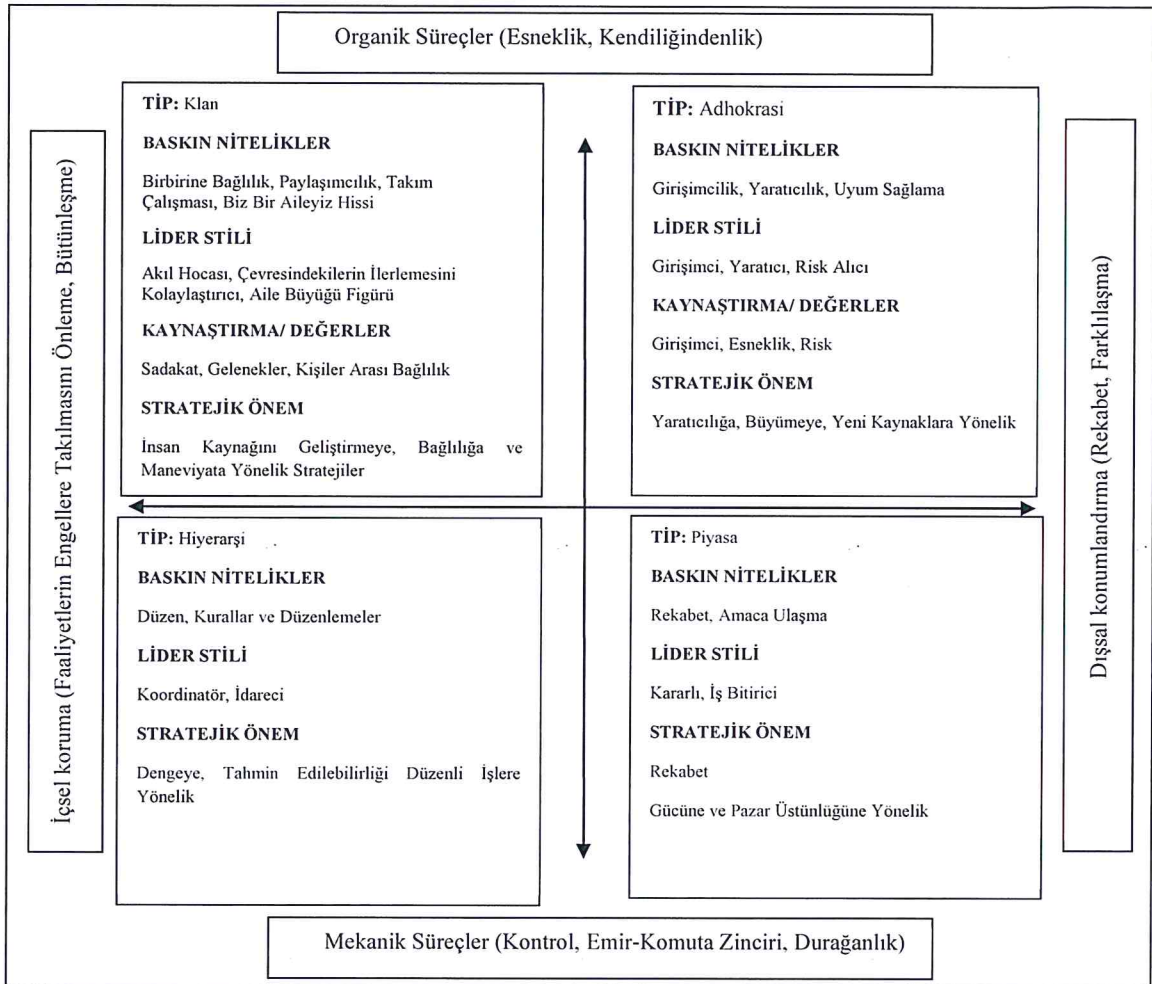 Organik Süreçler (Esneklik, Kendiliğindenlik)
İçsel koruma (Faaliyetlerin Engellere Takılmasını Önleme, Bütünleşme)
TİP: Klan
BASKIN NİTELİKLER
Birbirine Bağlılık, Paylaşımcılık, Takım
Çalışması, Biz Bir Aileyiz Hissi
LİDER STİLİ
Akıl Hocası, Çevresindekilerin İlerlemesini
Kolaylaştırıcı, Aile Büyüğü Figürü
KAYNAŞTIRMA/ DEĞERLER
Sadakat, Gelenekler, Kişiler Arası Bağlılık
STRATEJİK ÖNEM
İnsan Kaynağını Geliştirmeye, Bağlılığa ve
Maneviyata Yönelik Stratejiler
TİP: Adhokrasi
BASKIN NİTELİKLER
Girişimcilik, Yaratıcılık, Uyum Sağlama
LİDER STİLİ
Girişimci, Yaratıcı, Risk Alıcı
KAYNAŞTIRMA/ DEĞERLER
Girişimci, Esneklik, Risk
STRATEJİK ÖNEM
Yaratıcılığa, Büyümeye, Yeni Kaynaklara Yönelik
TİP: Hiyerarşi
BASKIN NİTELİKLER
Düzen, Kurallar ve Düzenlemeler
LİDER STİLİ
Koordinatör, İdareci
STRATEJİK ÖNEM
Dengeye, Tahmin Edilebilirliği Düzenli İşlere
Yönelik
TİP: Piyasa
BASKIN NİTELİKLER
Rekabet, Amaca Ulaşma
LİDER STİLİ
Kararlı, İş Bitirici
STRATEJİK ÖNEM
Rekabet
Gücüne ve Pazar Üstünlüğüne Yönelik
Dışsal konumlandırma (Rekabet, Farklılaşma)
Mekanik Süreçler (Kontrol, Emir-Komuta Zinciri, Durağanlık)